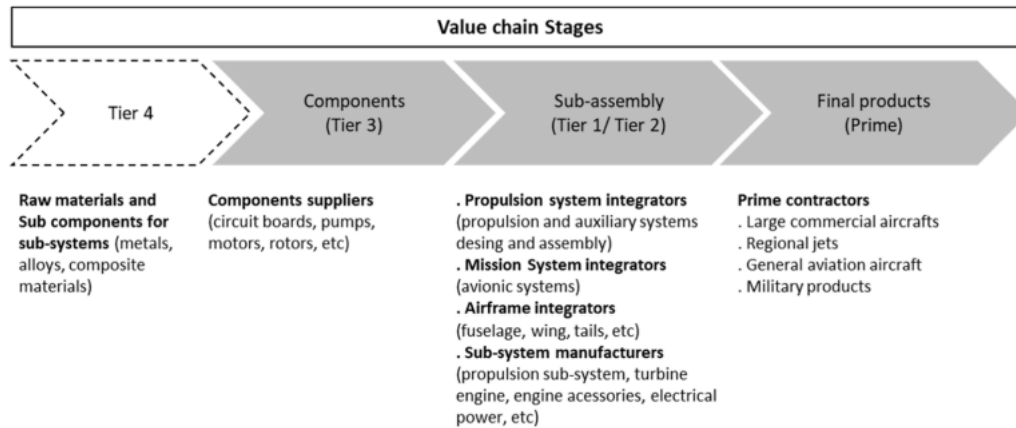 Value chain Stages
Tier 4
Components
(Tier 3)
Sub-assembly
(Tier 1/ Tier 2)
Final products
(Prime)
Raw materials and
Sub components for
sub-systems (metals,
alloys, composite
materials)
Components suppliers
(circuit boards, pumps,
motors, rotors, etc)
. Propulsion system integrators
(propulsion and auxiliary systems
desing and assembly)
. Mission System integrators
(avionic systems)
. Airframe integrators
(fuselage, wing, tails, etc)
. Sub-system manufacturers
(propulsion sub-system, turbine
engine, engine acessories, electrical
power, etc)
Prime contractors
. Large commercial aircrafts
. Regional jets
. General aviation aircraft
. Military products